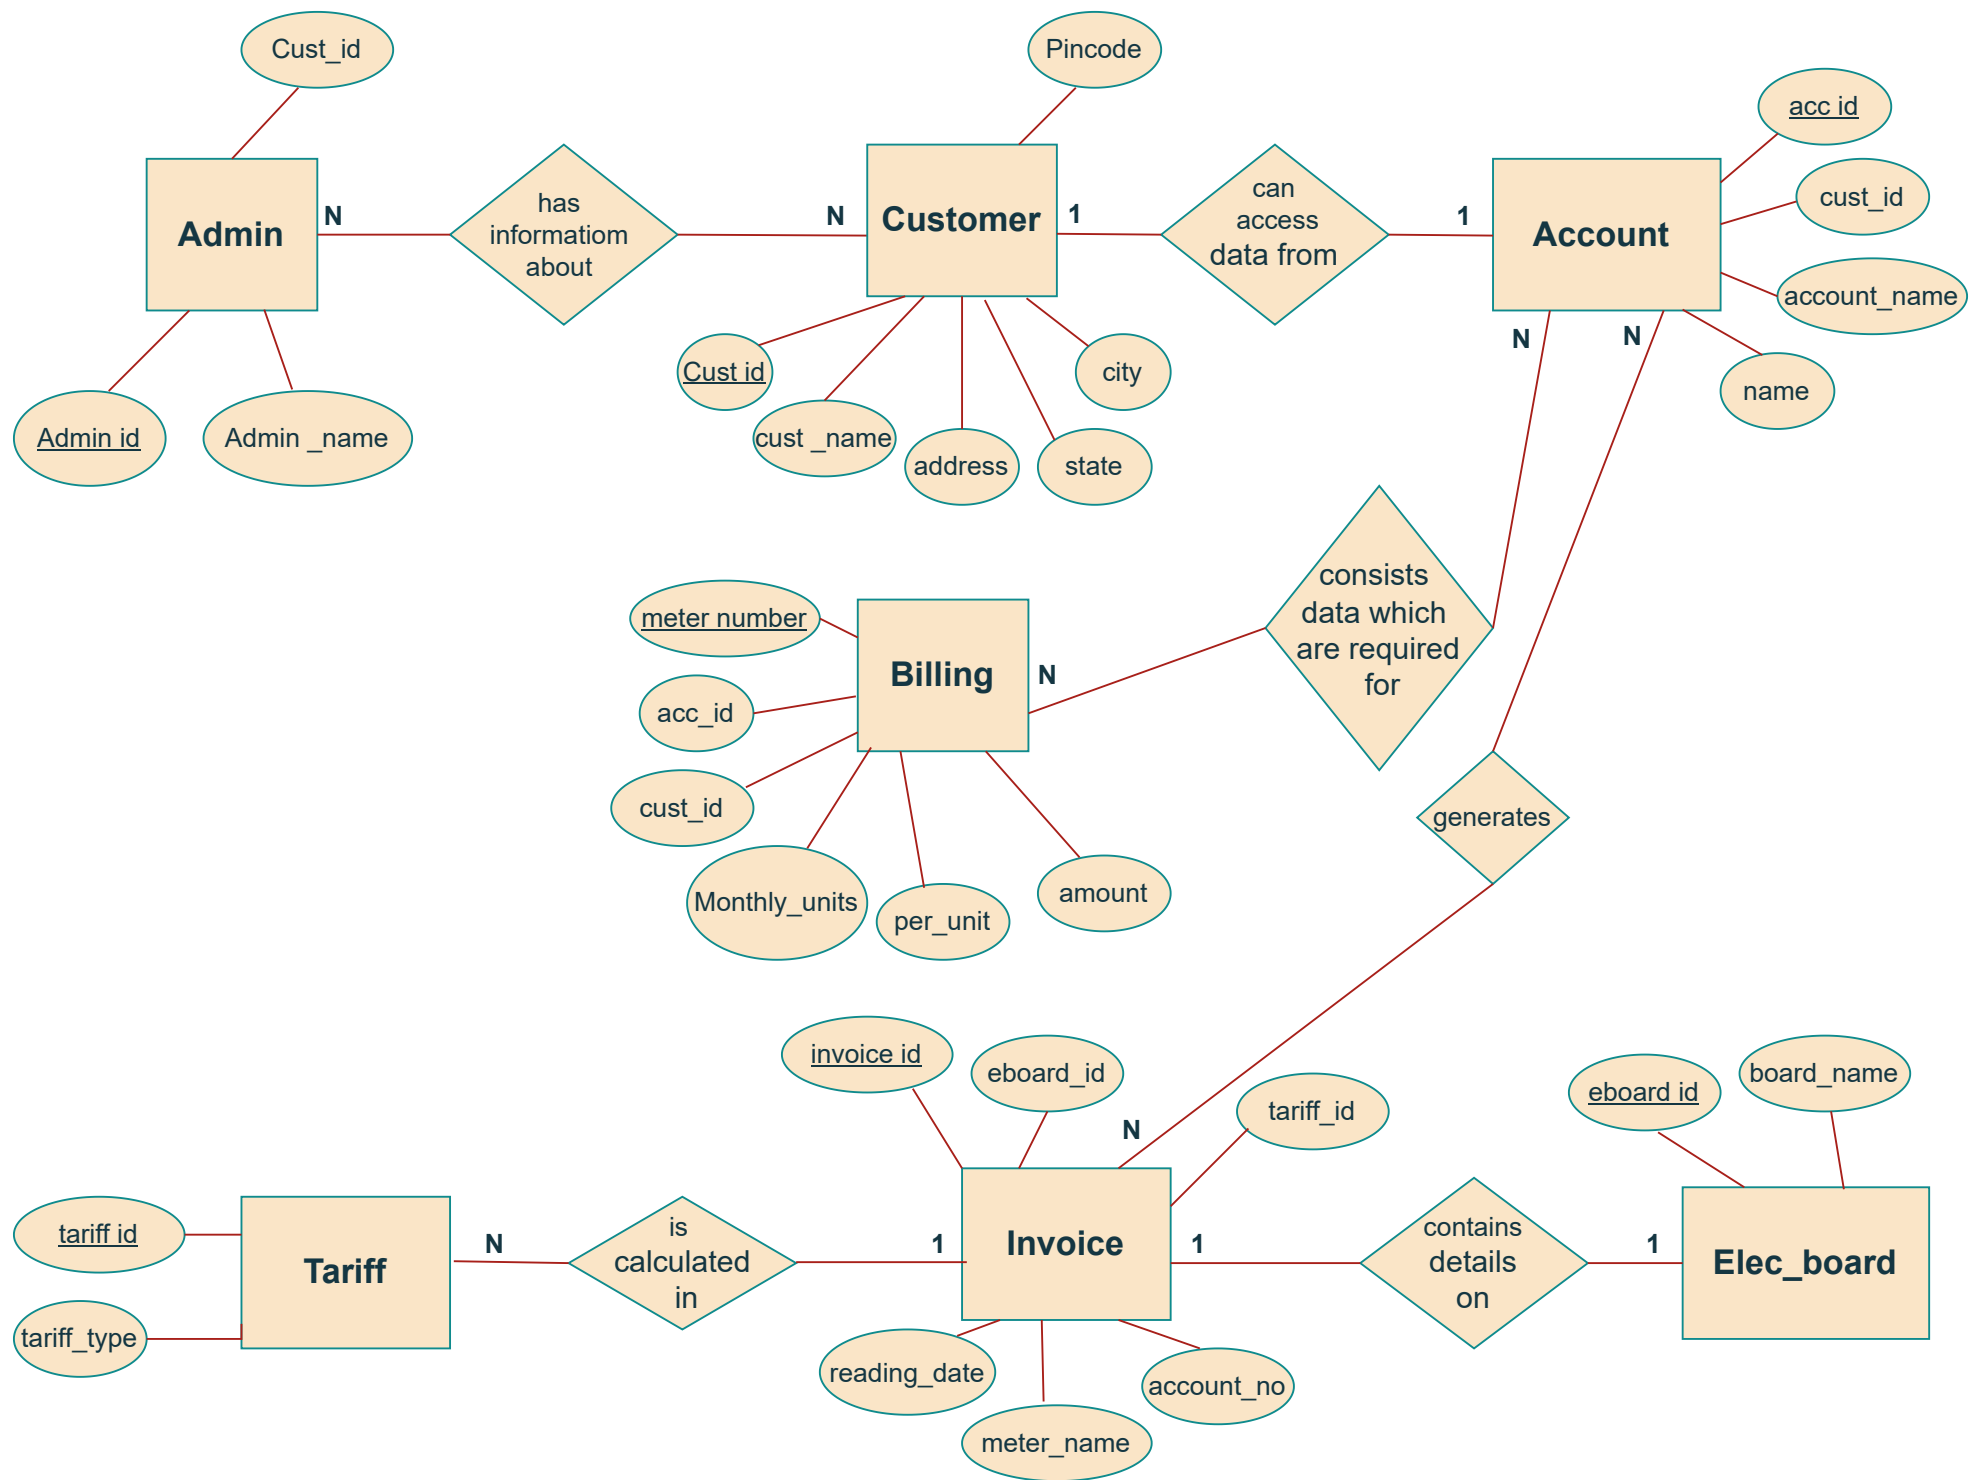 Cust_id
Pincode
acc id
cust_id
account_name
name
Admin
N
has
informatiom
about
N
Customer
1
can
access
data from
1
Account
N
N
Admin id
Admin _name
Cust id
cust _name
address
state
city
consists
data which
are required
for
meter number
acc_id
cust_id
Monthly_units
per_unit
amount
Billing
N
generates
invoice id
eboard_id
tariff_id
N
eboard id
board_name
tariff id
tariff_type
Tariff
N
is
calculated
in
1
Invoice
1
contains
details
on
1
Elec_board
reading_date
meter_name
account_no